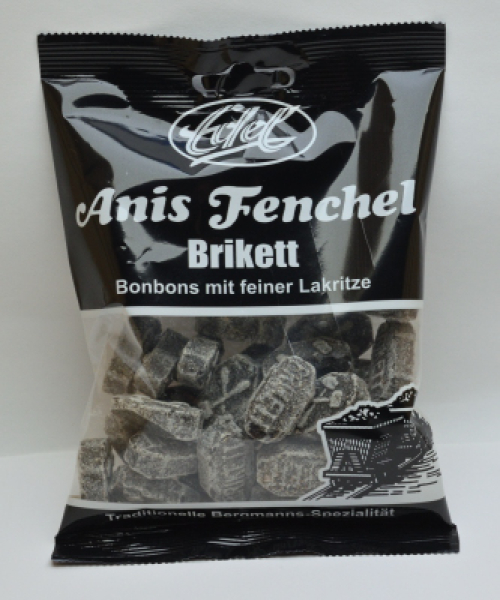 Edel
Anis Fenchel
Brikett
Bonbons mit feiner Lakritze
Traditionelle Bergmanns-Spezialität